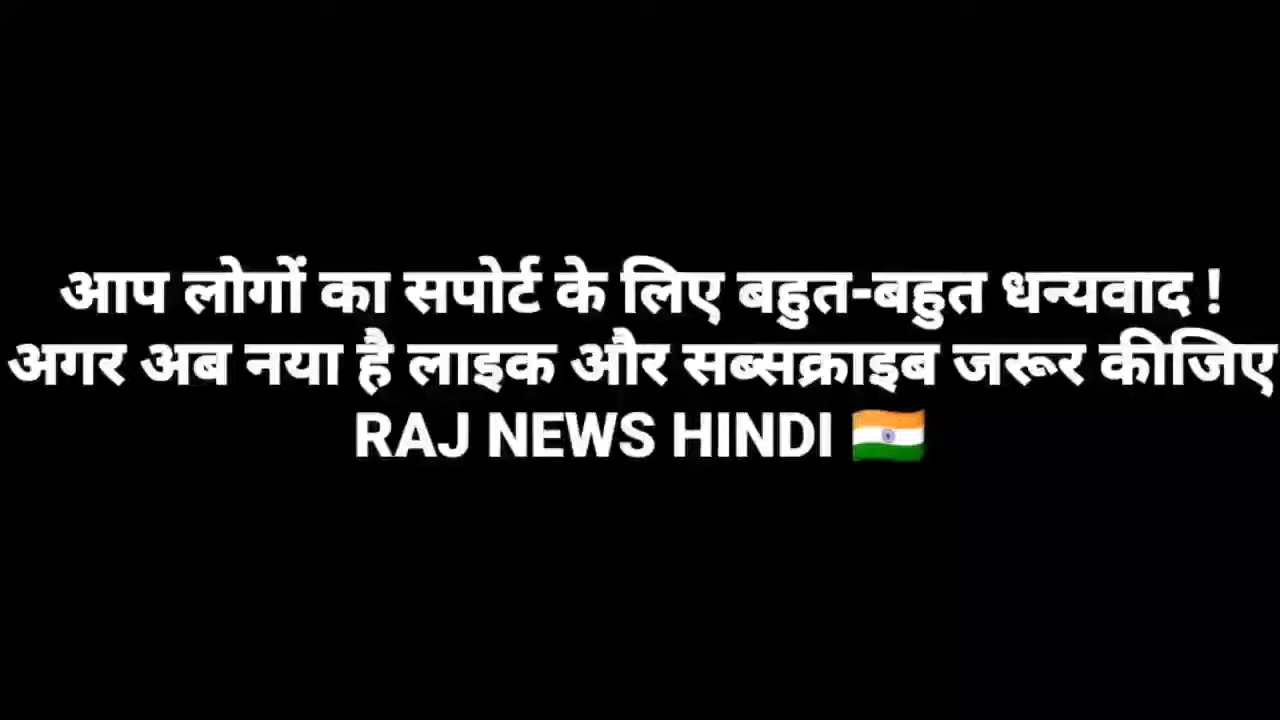 आप लोगों का सपोर्ट के लिए बहुत-बहुत धन्यवाद !
अगर अब नया है लाइक और सब्सक्राइब जरूर कीजिए
RAJ NEWS HINDI 🇮🇳